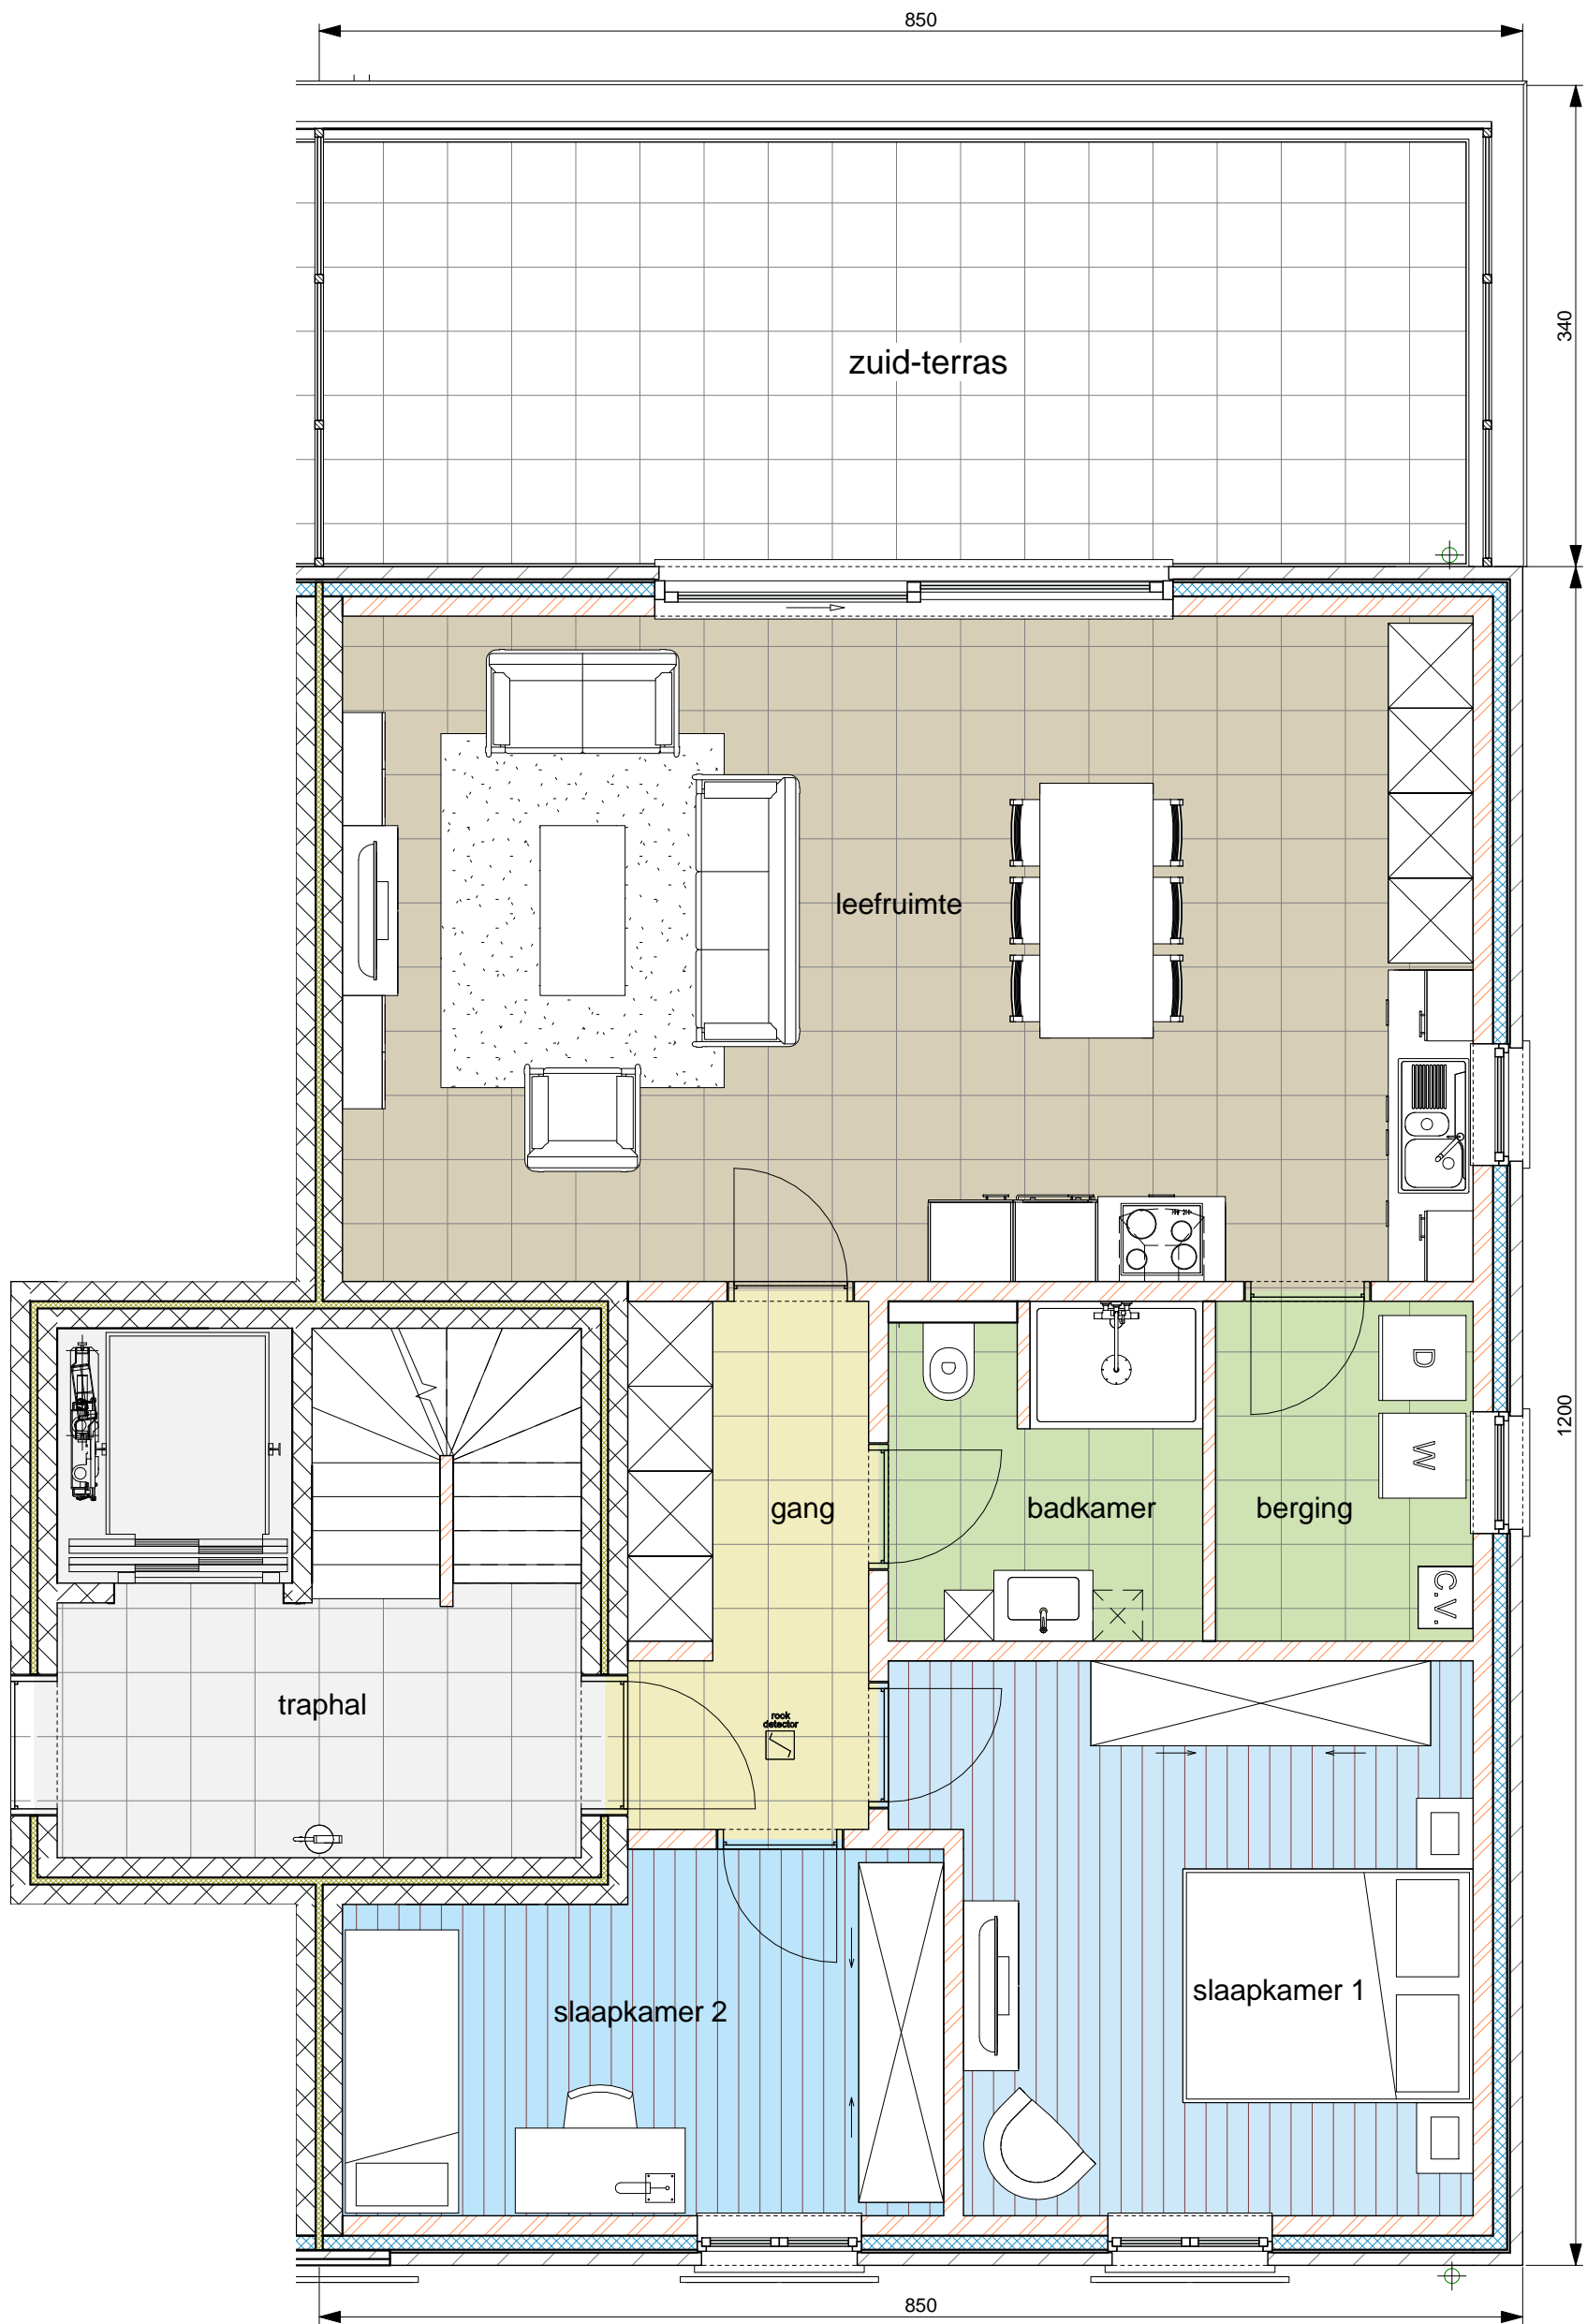 850
340
zuid-terras
leefruimte
1200
D
W
gang
badkamer
berging
C.V.
traphal
rook
detector
slaapkamer 1
slaapkamer 2
850